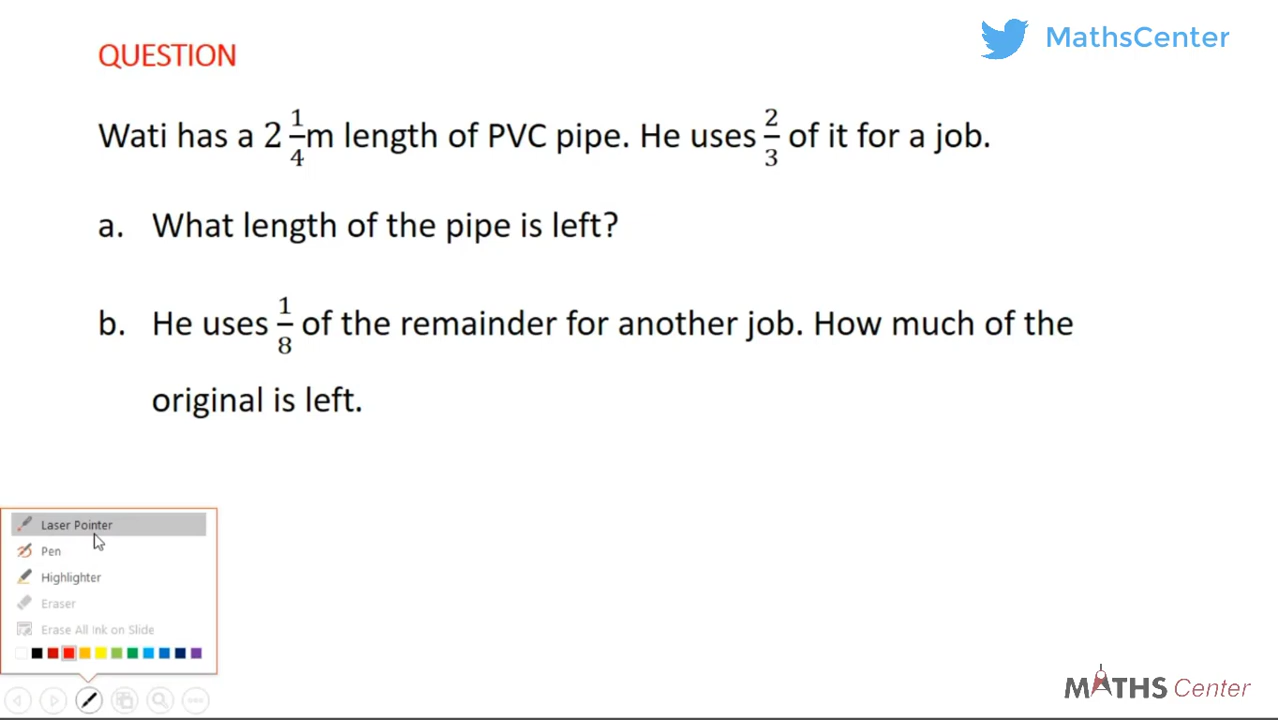 QUESTION
MathsCenter
Wati has a 2 1/4 m length of PVC pipe. He uses 2/3 of it for a job.
a. What length of the pipe is left?
b. He uses 1/8 of the remainder for another job. How much of the
original is left.
Laser Pointer
Pen
Highlighter
Eraser
Erase All Ink on Slide
MATHS Center